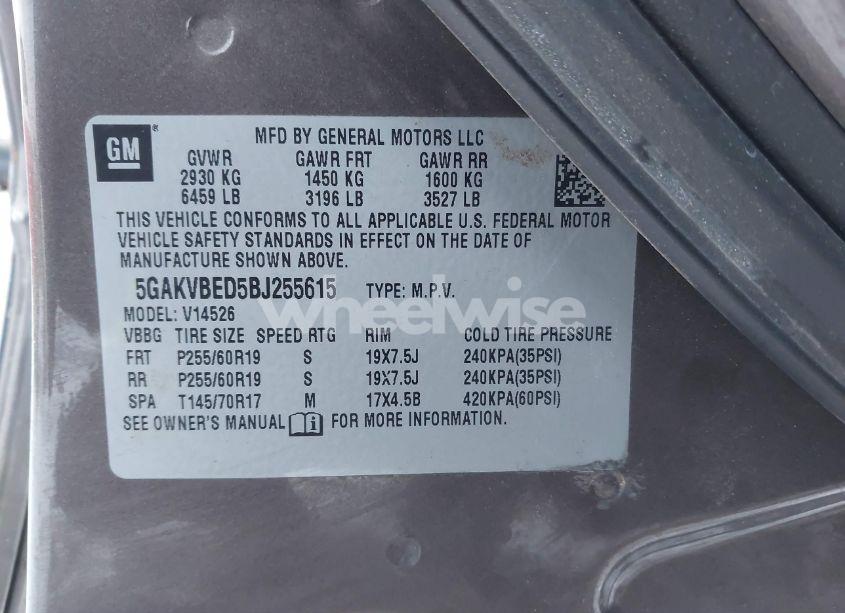 GM
®
MFD BY GENERAL MOTORS LLC
GVWR GAWR FRT GAWR RR
2930 KG 1450 KG 1600 KG
6459 LB 3196 LB 3527 LB
THIS VEHICLE CONFORMS TO ALL APPLICABLE U.S. FEDERAL MOTOR
VEHICLE SAFETY STANDARDS IN EFFECT ON THE DATE OF
MANUFACTURE SHOWN ABOVE.
5GAKVBED5BJ255615 TYPE: M.P.V.
wheelwise
MODEL: V14526
VBBG TIRE SIZE SPEED RTG RIM COLD TIRE PRESSURE
FRT P255/60R19 S 19X7.5J 240KPA(35PSI)
RR P255/60R19 S 19X7.5J 240KPA(35PSI)
SPA T145/70R17 M 17X4.5B 420KPA(60PSI)
SEE OWNER'S MANUAL i FOR MORE INFORMATION.